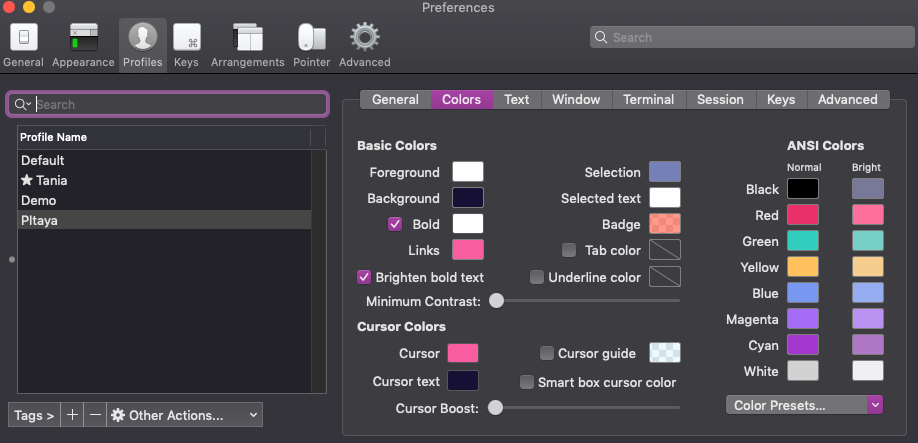 Preferences
General Appearance Profiles Keys Arrangements Pointer Advanced
Search
Search
Profile Name
Default
Tania
Demo
PItaya
Tags > + − Other Actions...
General Colors Text Window Terminal Session Keys Advanced
Basic Colors
Foreground
Background
Bold
Links
Brighten bold text
Selection
Selected text
Badge
Tab color
Underline color
Minimum Contrast:
Cursor Colors
Cursor
Cursor text
Cursor guide
Smart box cursor color
Cursor Boost:
ANSI Colors
Normal Bright
Black
Red
Green
Yellow
Blue
Magenta
Cyan
White
Color Presets...